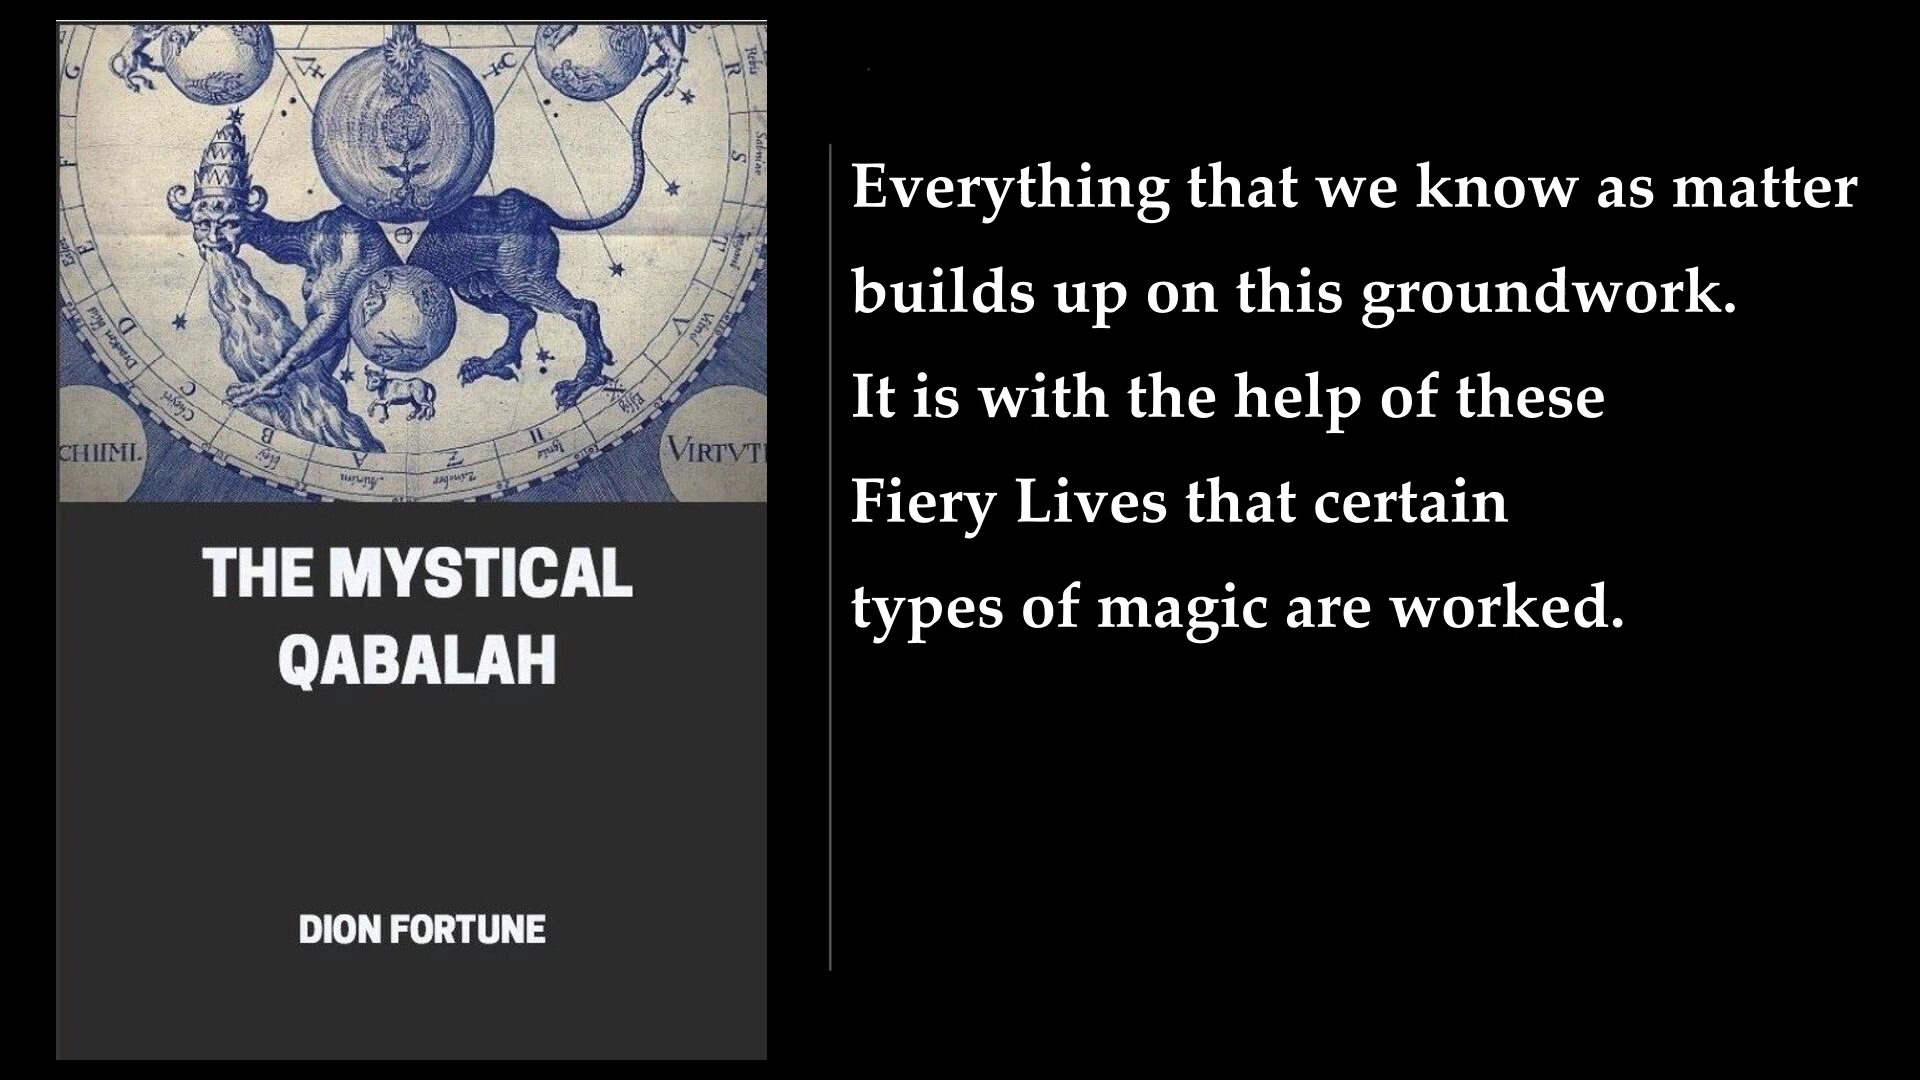 THE MYSTICAL
QABALAH
DION FORTUNE
CHIIMI.
VIRTVTI
Everything that we know as matter
builds up on this groundwork.
It is with the help of these
Fiery Lives that certain
types of magic are worked.